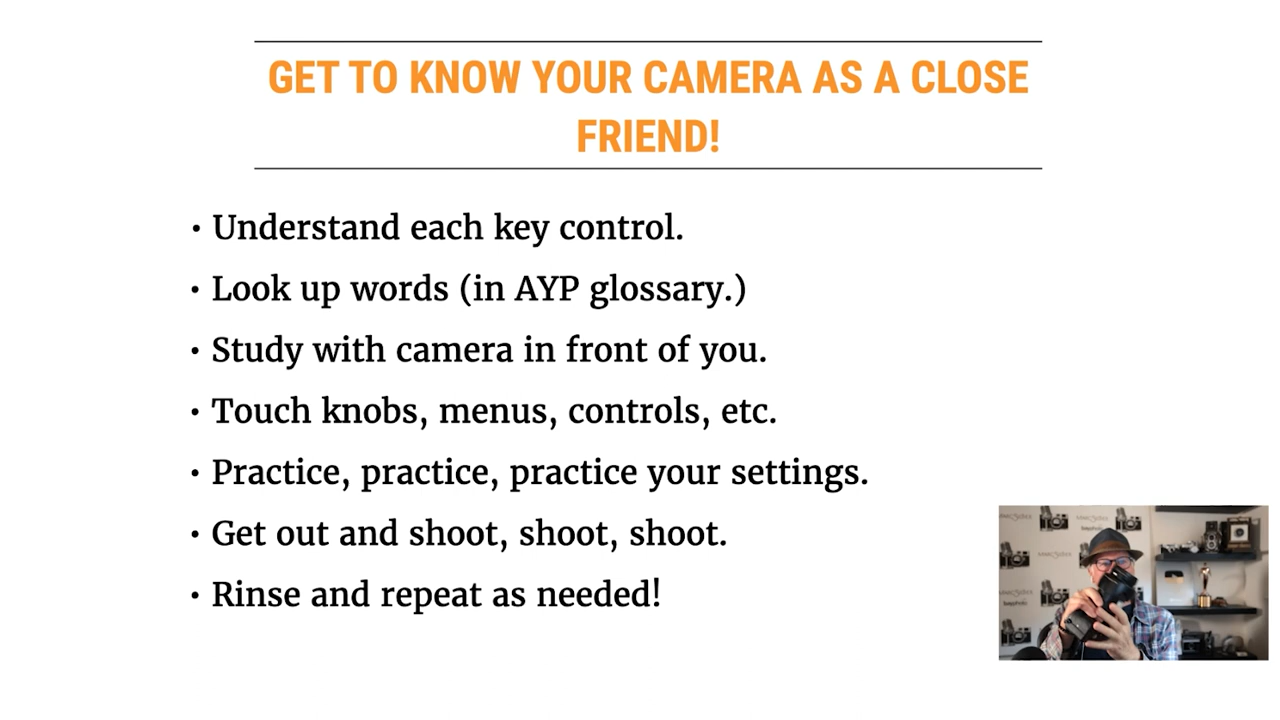 GET TO KNOW YOUR CAMERA AS A CLOSE
FRIEND!
• Understand each key control.
• Look up words (in AYP glossary.)
• Study with camera in front of you.
• Touch knobs, menus, controls, etc.
• Practice, practice, practice your settings.
• Get out and shoot, shoot, shoot.
• Rinse and repeat as needed!